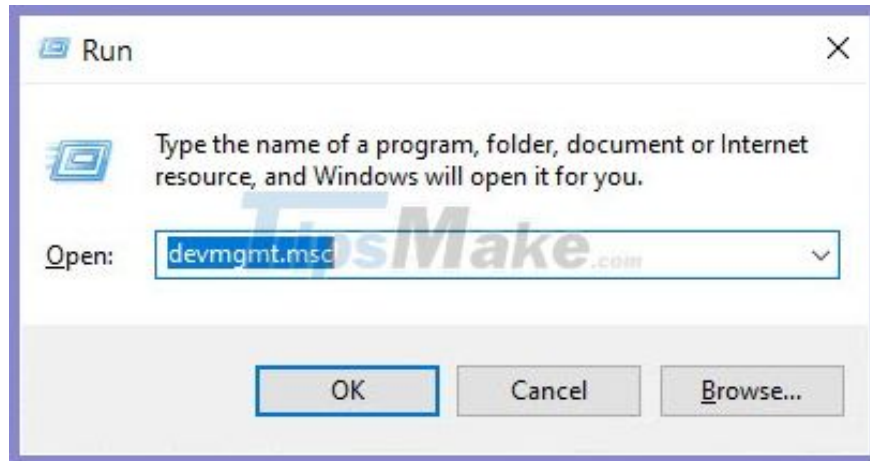 Run
Type the name of a program, folder, document or Internet
resource, and Windows will open it for you.
TipsMake.com
Open: devmgmt.msc
OK Cancel Browse...